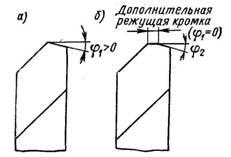 а)
б) Дополнительная
режущая кромка
(φ₁=0)
φ₁>0
φ₂